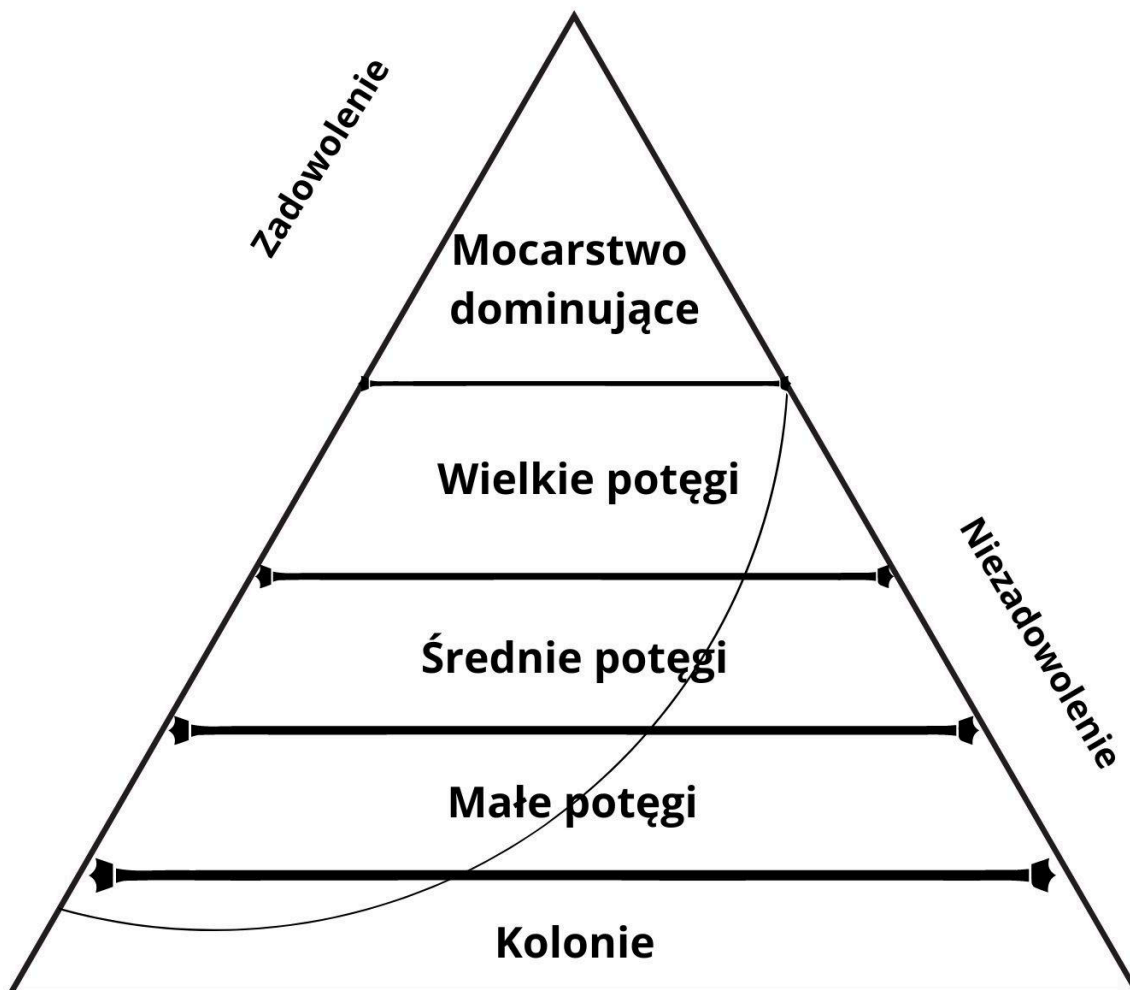 Zadowolenie
Mocarstwo
dominujące
Wielkie potęgi
Niezadowolenie
Średnie potęgi
Małe potęgi
Kolonie